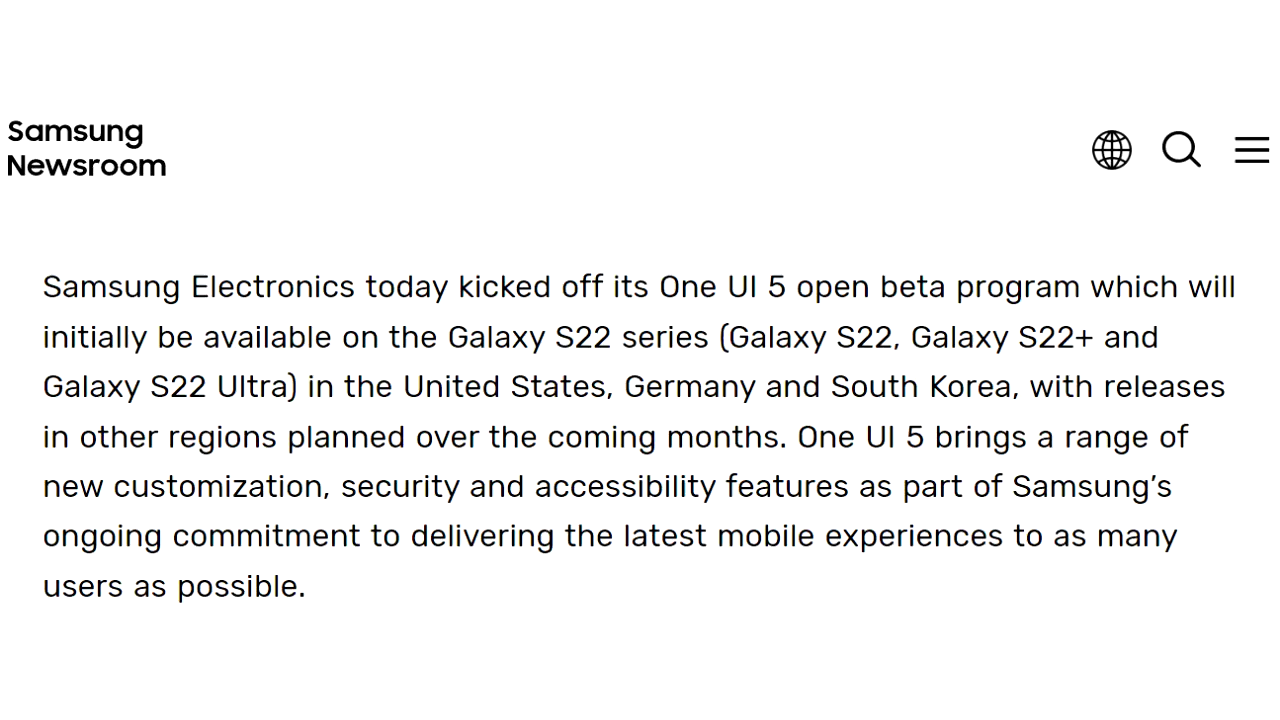 Samsung
Newsroom
Samsung Electronics today kicked off its One UI 5 open beta program which will
initially be available on the Galaxy S22 series (Galaxy S22, Galaxy S22+ and
Galaxy S22 Ultra) in the United States, Germany and South Korea, with releases
in other regions planned over the coming months. One UI 5 brings a range of
new customization, security and accessibility features as part of Samsung’s
ongoing commitment to delivering the latest mobile experiences to as many
users as possible.